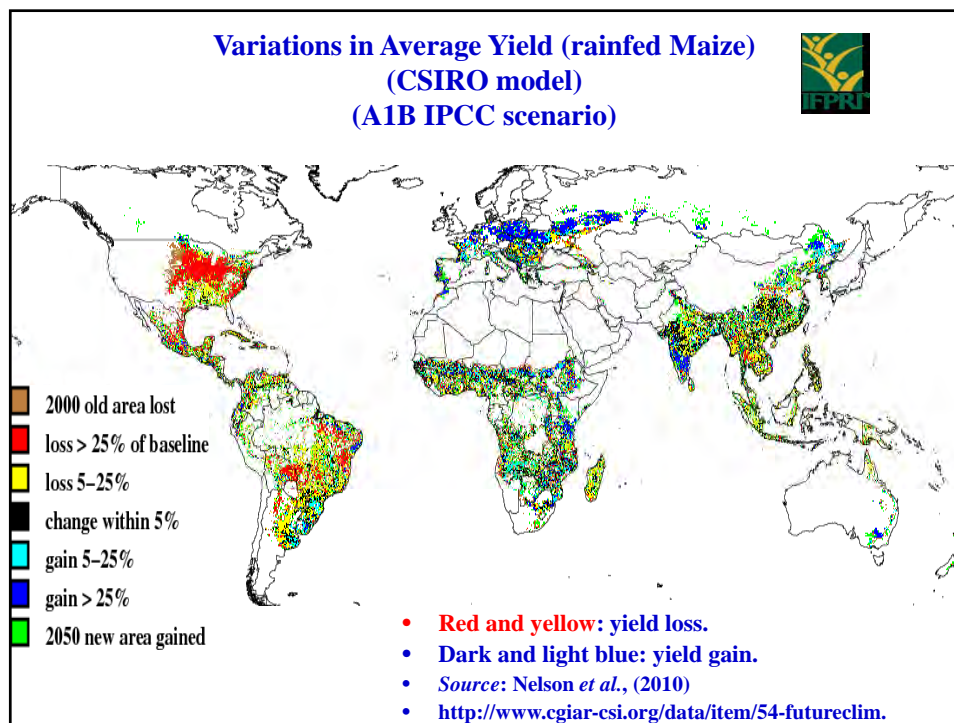 Variations in Average Yield (rainfed Maize)
(CSIRO model)
(A1B IPCC scenario)
IFPRI
2000 old area lost
loss > 25% of baseline
loss 5–25%
change within 5%
gain 5–25%
gain > 25%
2050 new area gained
• Red and yellow: yield loss.
• Dark and light blue: yield gain.
• Source: Nelson et al., (2010)
• http://www.cgiar-csi.org/data/item/54-futureclim.